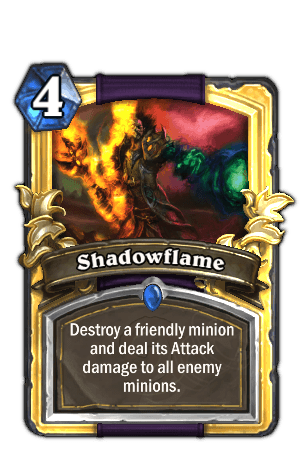 4
Shadowflame
Destroy a friendly minion
and deal its Attack
damage to all enemy
minions.